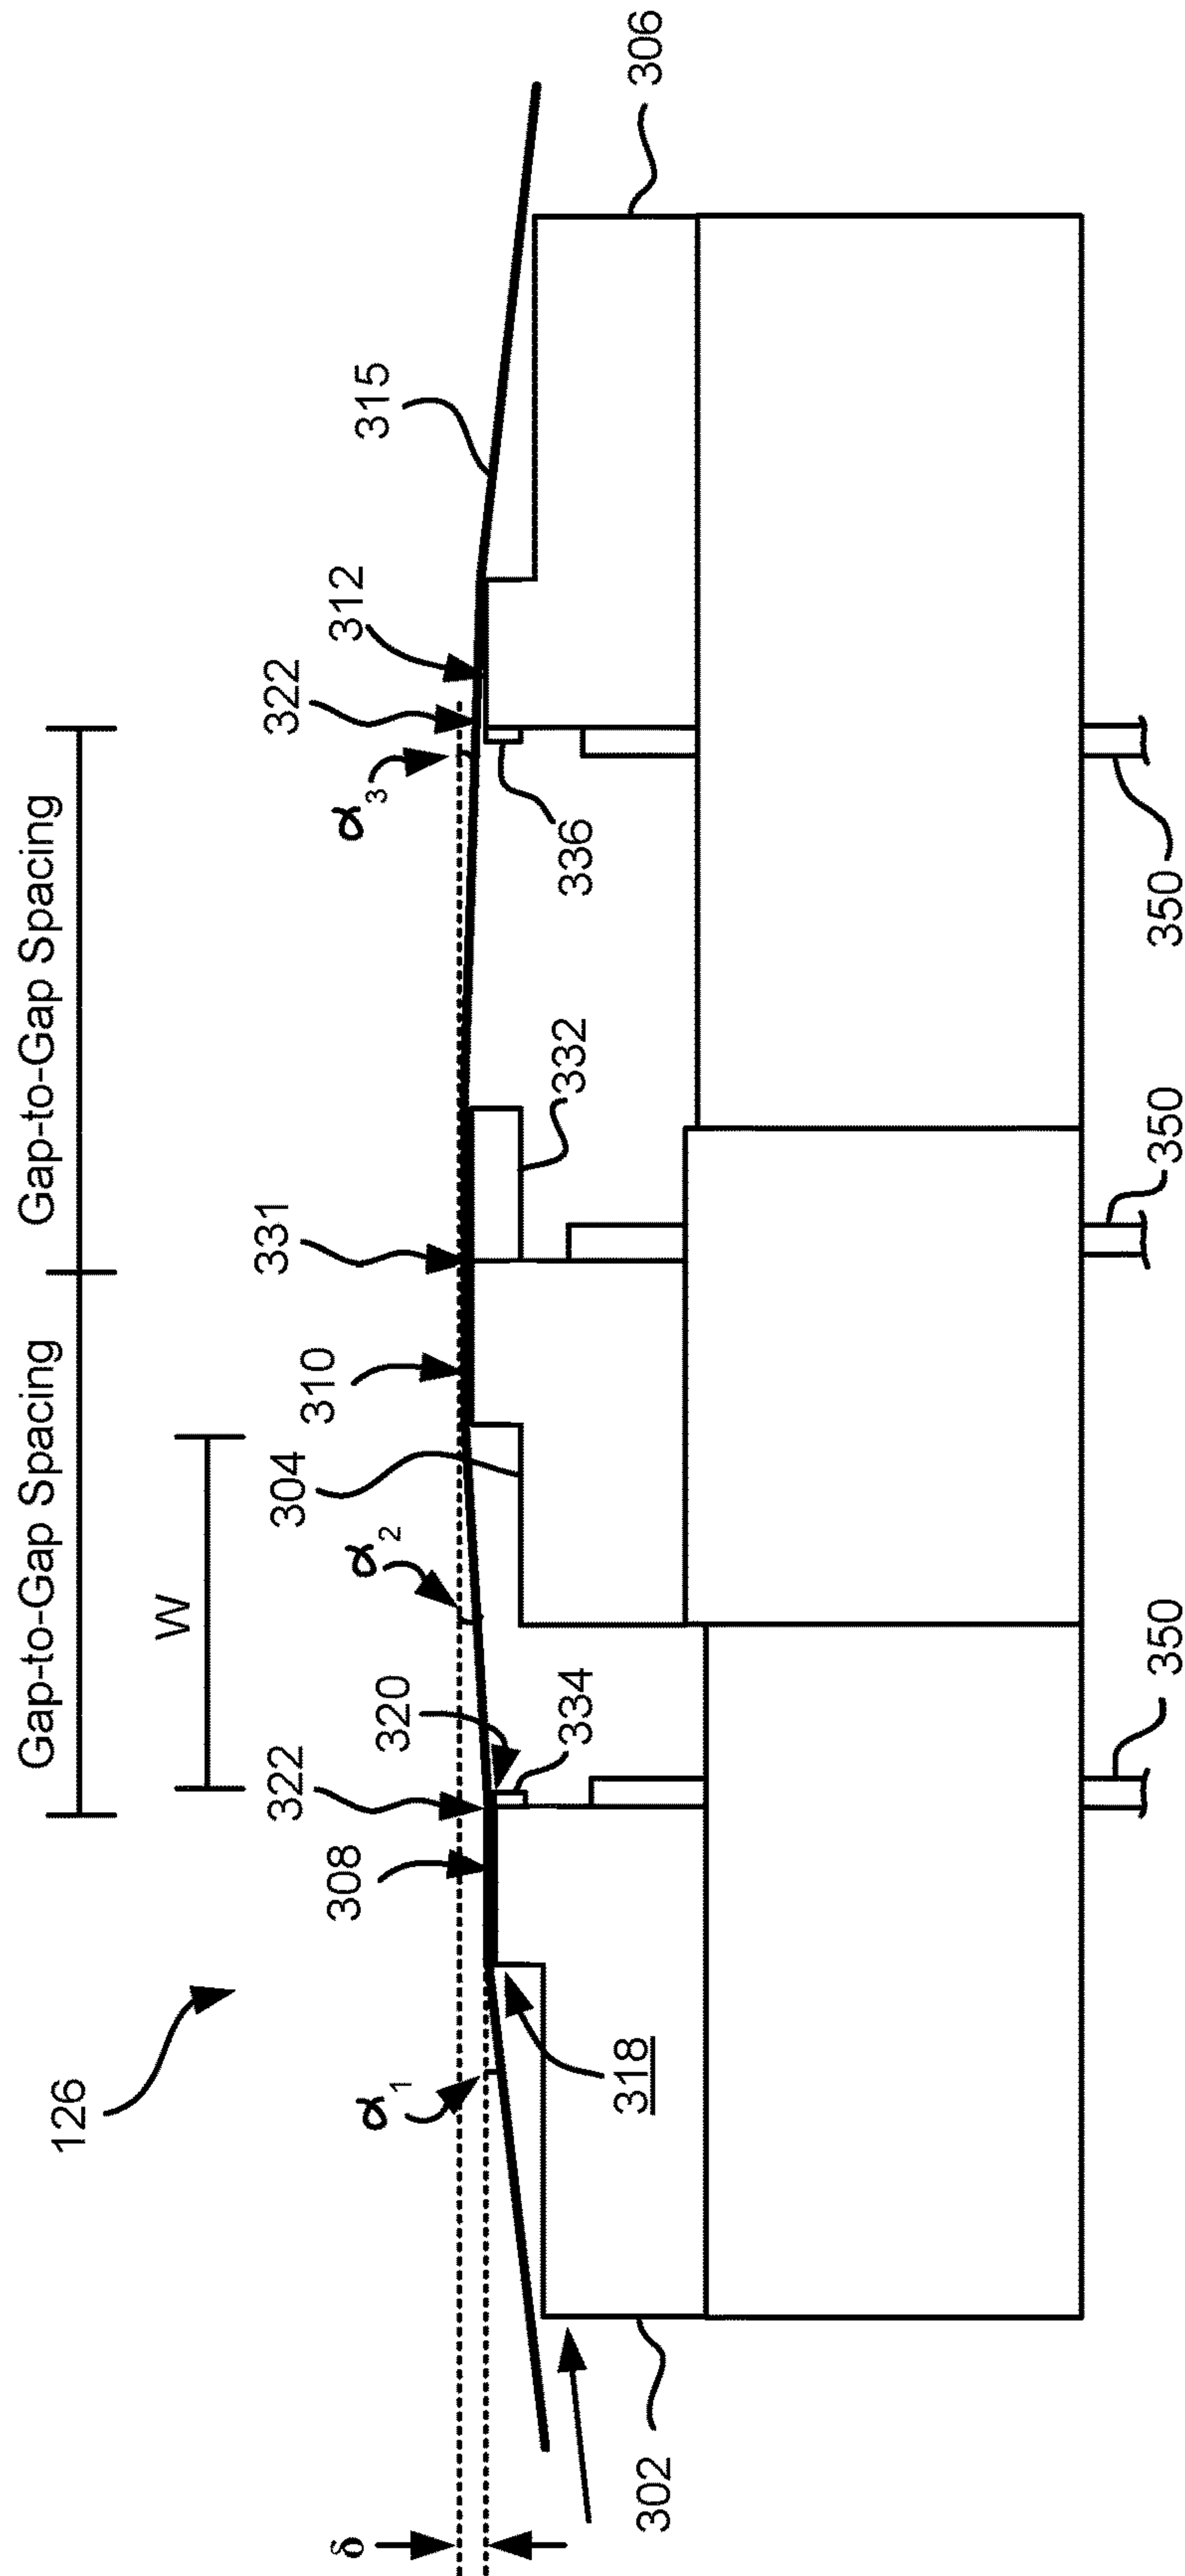 Gap-to-Gap Spacing
Gap-to-Gap Spacing
W
126
δ
α1
308
322
320
334
α2
304
310
331
332
α3
322
312
336
315
306
318
302
350
350
350